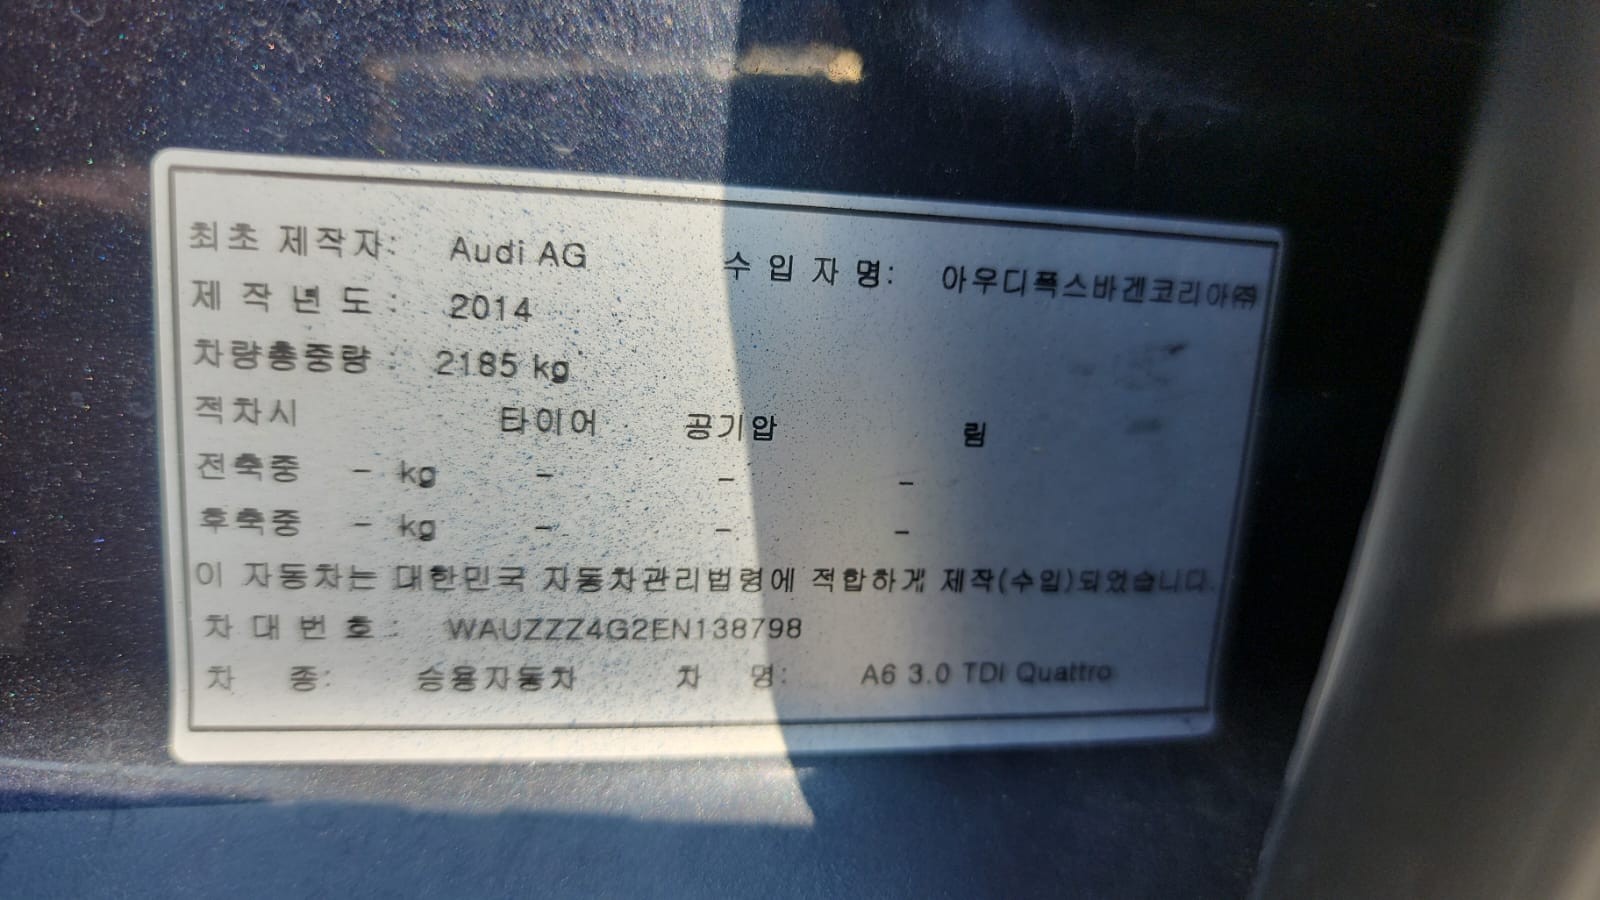 최초 제작자: Audi AG 수 입 자 명: 아우디폭스바겐코리아㈜
제 작 년 도 : 2014
차량총중량 : 2185 kg
적차시 타이어 공기압 림
전축중 - kg - - -
후축중 - kg - - -
이 자동차는 대한민국 자동차관리법령에 적합하게 제작(수입)되었습니다.
차 대 번 호 : WAUZZZ4G2EN138798
차 종: 승용자동차 차 명: A6 3.0 TDI Quattro